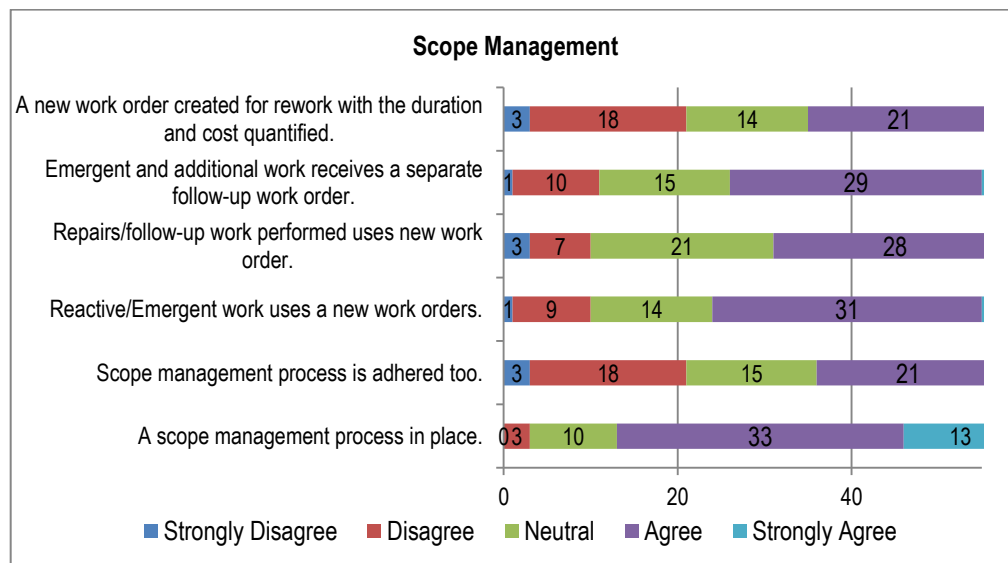 Scope Management
A new work order created for rework with the duration
and cost quantified.
3 18 14 21
Emergent and additional work receives a separate
follow-up work order.
1 10 15 29
Repairs/follow-up work performed uses new work
order.
3 7 21 28
Reactive/Emergent work uses a new work orders.
1 9 14 31
Scope management process is adhered too.
3 18 15 21
A scope management process in place.
0 3 10 33 13
0 20 40
Strongly Disagree Disagree Neutral Agree Strongly Agree